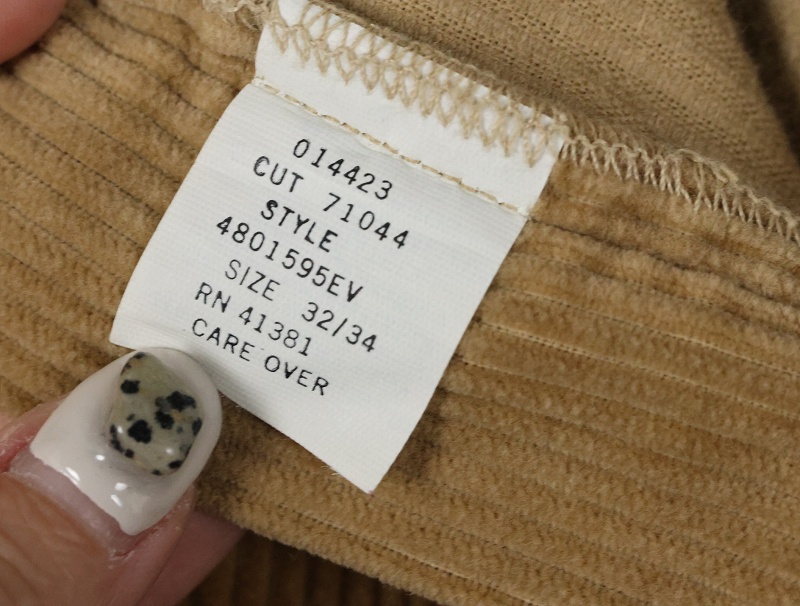 014423
CUT 71044
STYLE
4801595EV
SIZE 32/34
RN 41381
CARE OVER